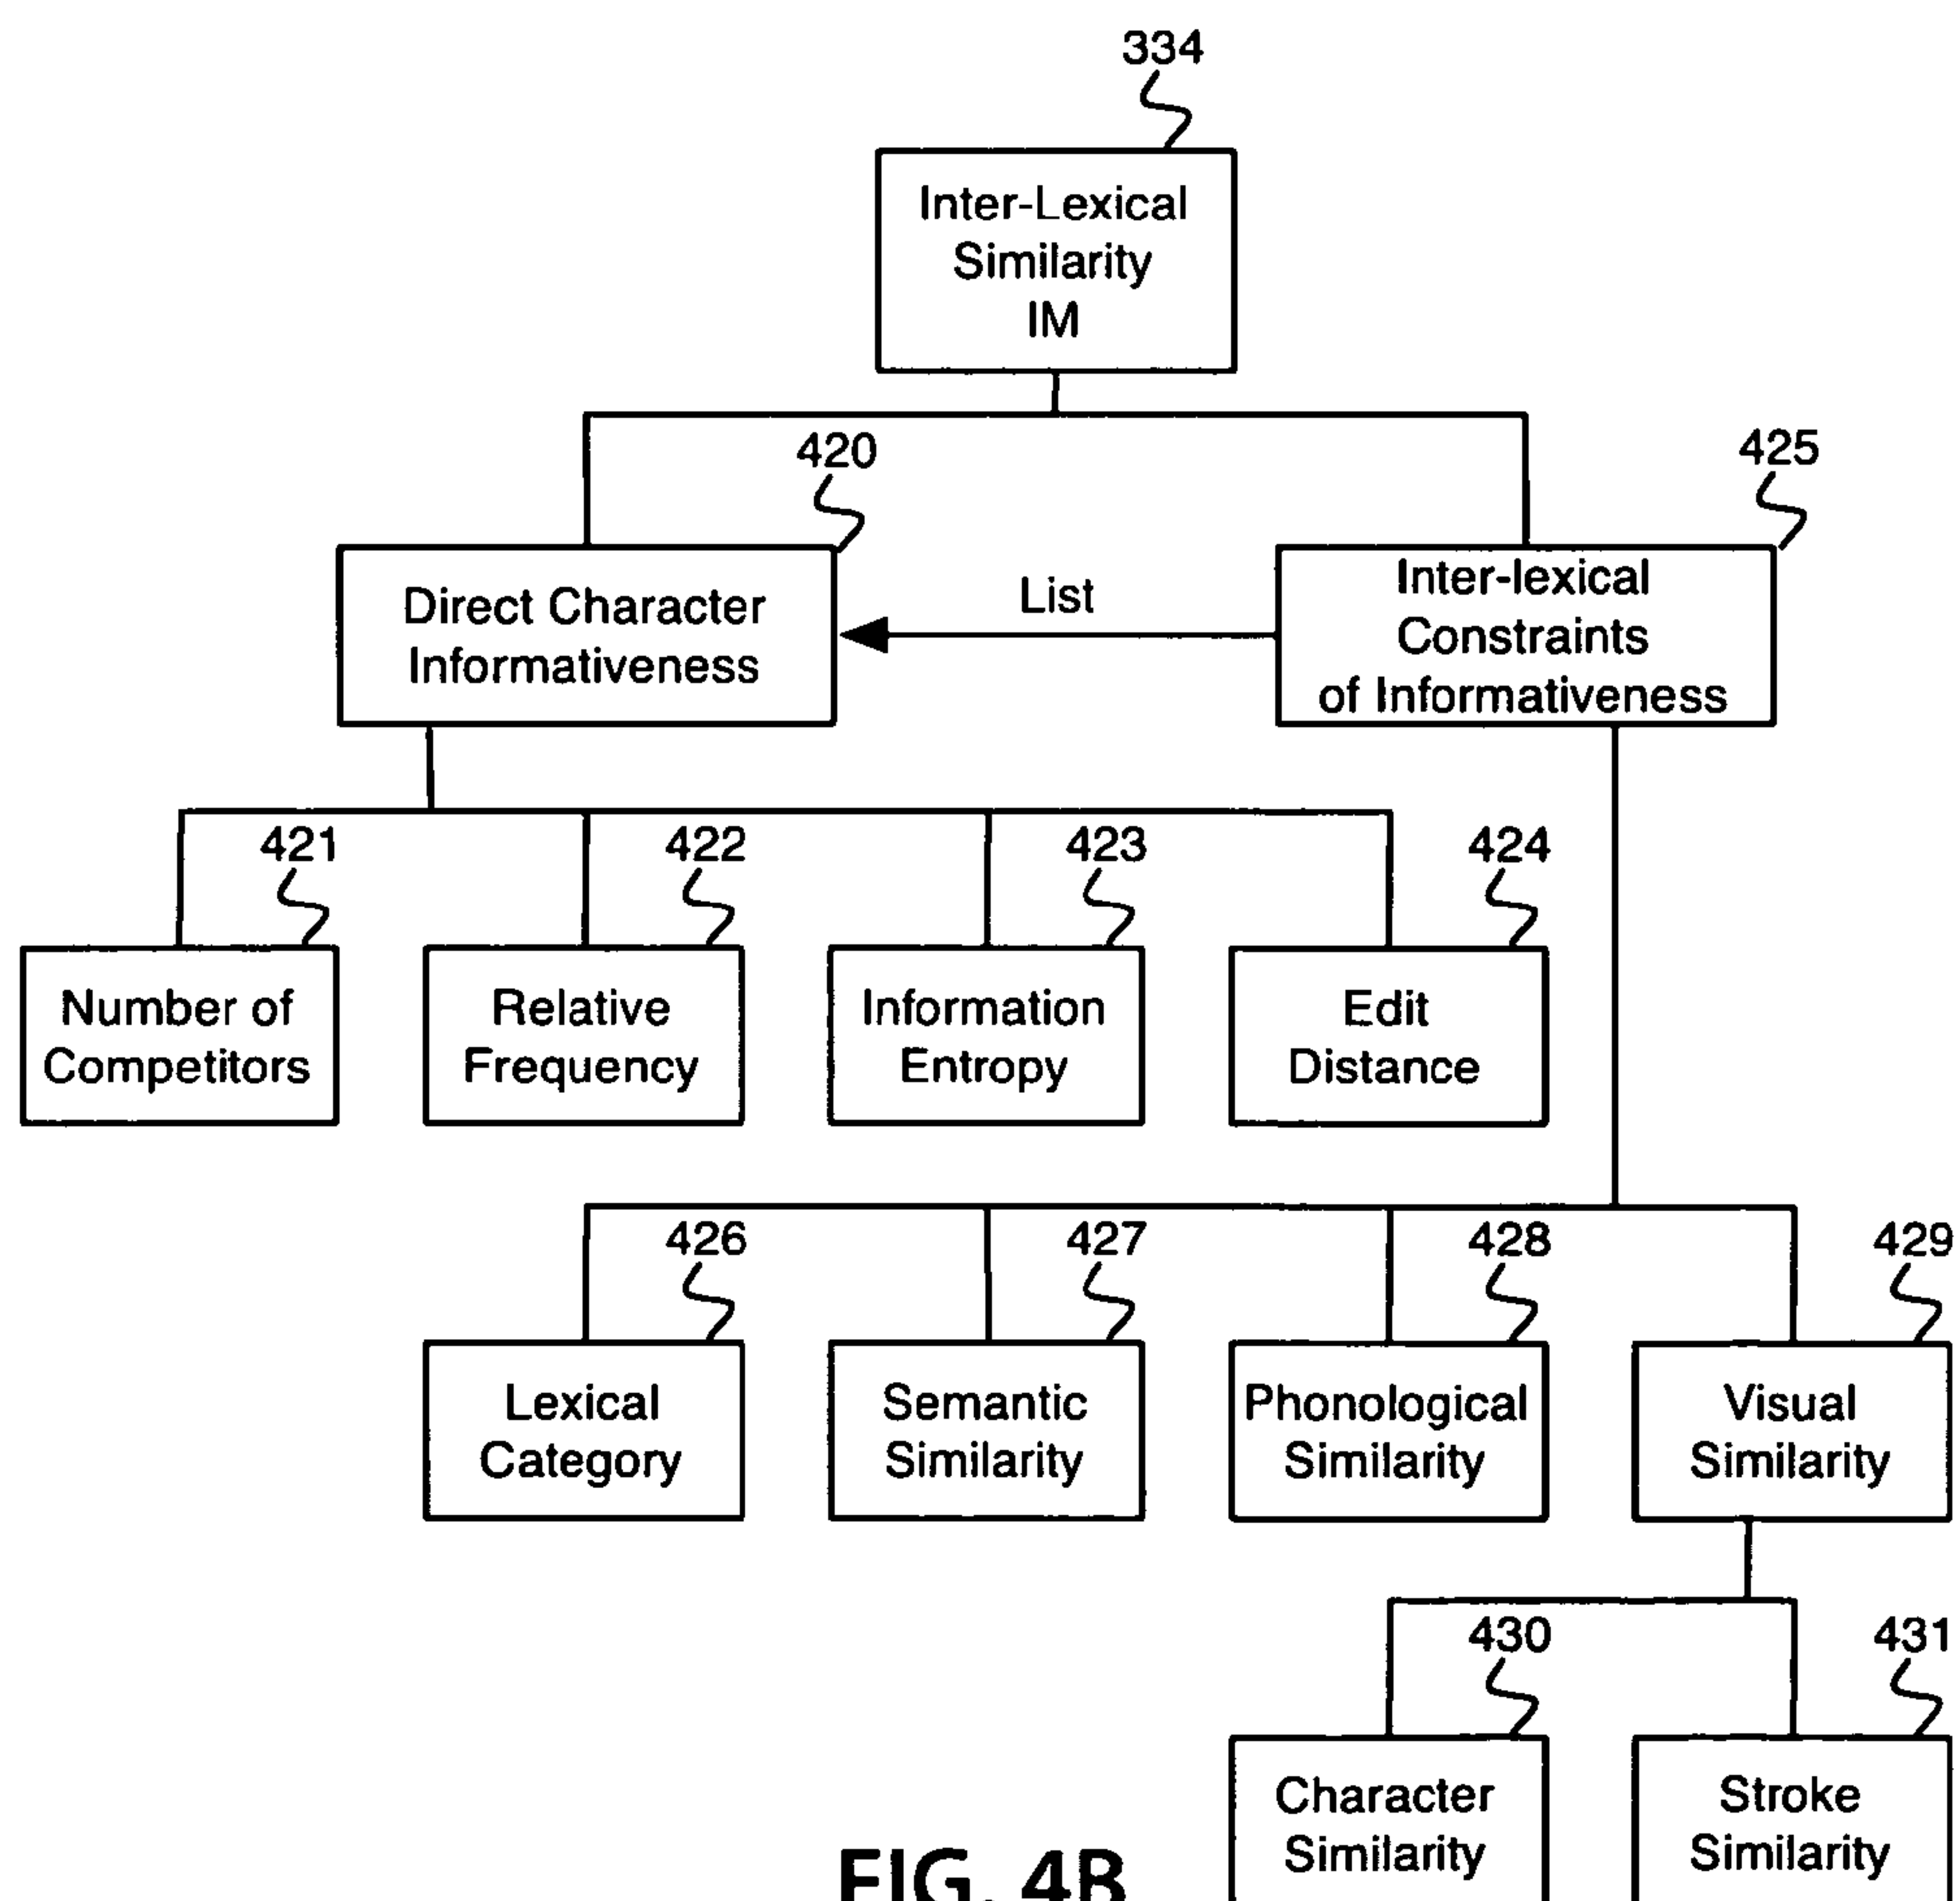 334
Inter-Lexical
Similarity
IM
420
425
Direct Character
Informativeness
List
Inter-lexical
Constraints
of Informativeness
421
422
423
424
Number of
Competitors
Relative
Frequency
Information
Entropy
Edit
Distance
426
427
428
429
Lexical
Category
Semantic
Similarity
Phonological
Similarity
Visual
Similarity
430
431
Character
Similarity
Stroke
Similarity
FIG. 4B